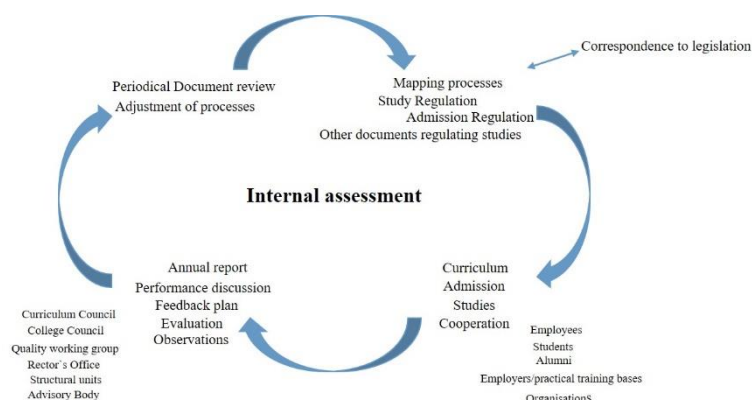 Correspondence to legislation
Periodical Document review
Adjustment of processes
Mapping processes
Study Regulation
Admission Regulation
Other documents regulating studies
Internal assessment
Annual report
Performance discussion
Feedback plan
Evaluation
Observations
Curriculum
Admission
Studies
Cooperation
Curriculum Council
College Council
Quality working group
Rector`s Office
Structural units
Advisory Body
Employees
Students
Alumni
Employers/practical training bases
OrganisationS